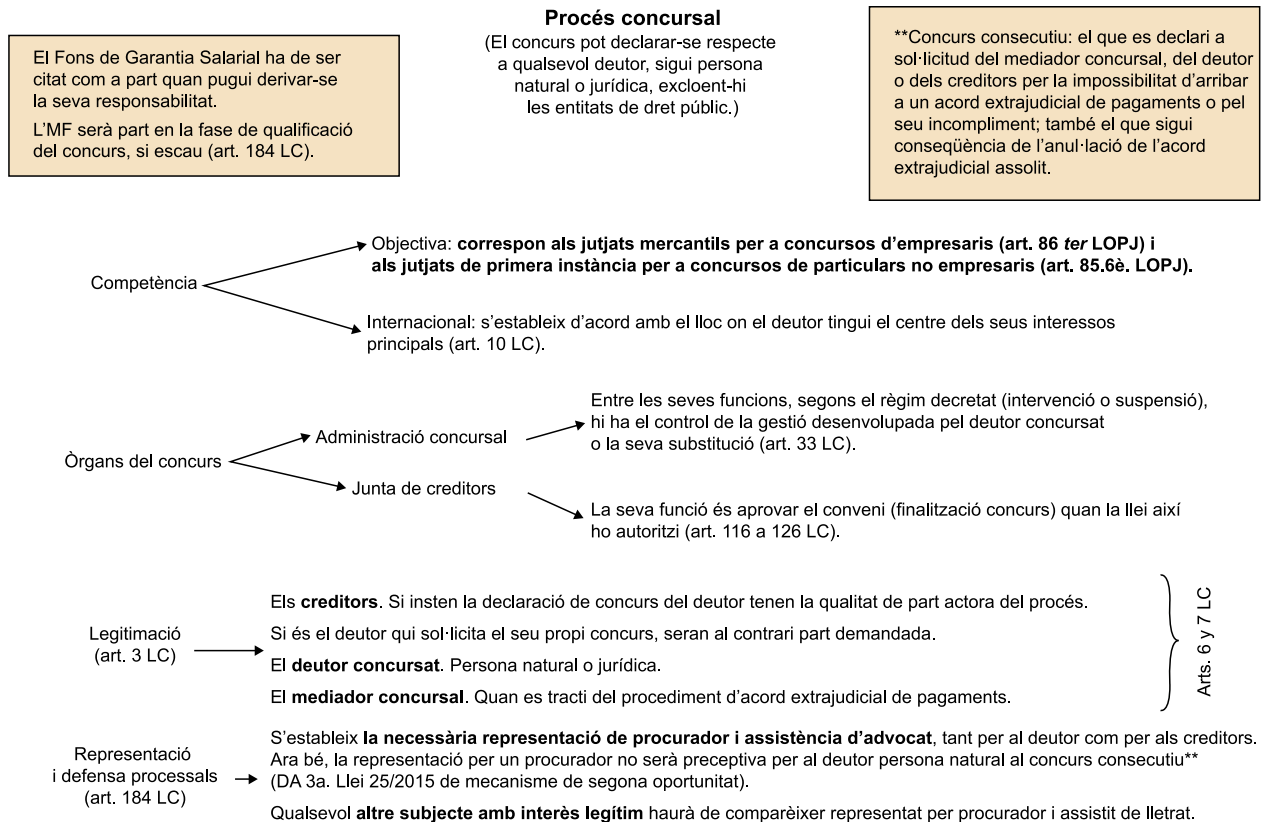 Procés concursal
(El concurs pot declarar-se respecte
a qualsevol deutor, sigui persona
natural o jurídica, excloent-hi
les entitats de dret públic.)
El Fons de Garantia Salarial ha de ser
citat com a part quan pugui derivar-se
la seva responsabilitat.
L’MF serà part en la fase de qualificació
del concurs, si escau (art. 184 LC).
**Concurs consecutiu: el que es declari a
sol·licitud del mediador concursal, del deutor
o dels creditors per la impossibilitat d’arribar
a un acord extrajudicial de pagaments o pel
seu incompliment; també el que sigui
conseqüència de l’anul·lació de l’acord
extrajudicial assolit.
Competència
Objectiva: correspon als jutjats mercantils per a concursos d’empresaris (art. 86 ter LOPJ) i
als jutjats de primera instància per a concursos de particulars no empresaris (art. 85.6è. LOPJ).
Internacional: s’estableix d’acord amb el lloc on el deutor tingui el centre dels seus interessos
principals (art. 10 LC).
Òrgans del concurs
Administració concursal
Entre les seves funcions, segons el règim decretat (intervenció o suspensió),
hi ha el control de la gestió desenvolupada pel deutor concursat
o la seva substitució (art. 33 LC).
Junta de creditors
La seva funció és aprovar el conveni (finalització concurs) quan la llei així
ho autoritzi (art. 116 a 126 LC).
Legitimació
(art. 3 LC)
Els creditors. Si insten la declaració de concurs del deutor tenen la qualitat de part actora del procés.
Si és el deutor qui sol·licita el seu propi concurs, seran al contrari part demandada.
El deutor concursat. Persona natural o jurídica.
El mediador concursal. Quan es tracti del procediment d’acord extrajudicial de pagaments.
Arts. 6 y 7 LC
Representació
i defensa processals
(art. 184 LC)
S’estableix la necessària representació de procurador i assistència d’advocat, tant per al deutor com per als creditors.
Ara bé, la representació per un procurador no serà preceptiva per al deutor persona natural al concurs consecutiu**
(DA 3a. Llei 25/2015 de mecanisme de segona oportunitat).
Qualsevol altre subjecte amb interès legítim haurà de comparèixer representat per procurador i assistit de lletrat.